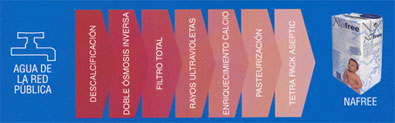 AGUA DE
LA RED
PÚBLICA
DESCALCIFICACIÓN
DOBLE OSMOSIS INVERSA
FILTRO TOTAL
RAYOS ULTRAVIOLETAS
ENRIQUECIMIENTO CALCIO
PASTEURIZACIÓN
TETRA PACK ASEPTIC
Nafree
NAFREE